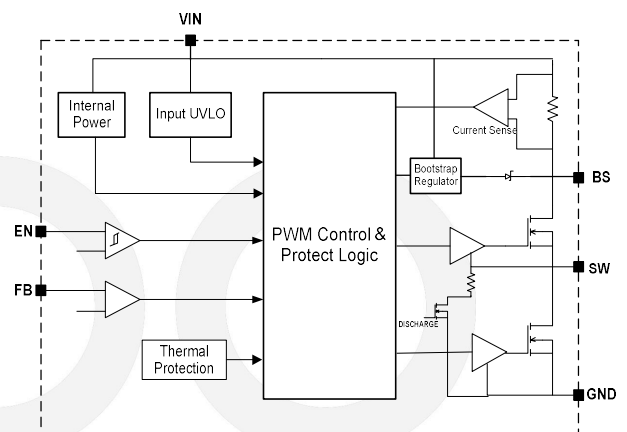 VIN
Internal
Power
Input UVLO
Current Sense
Bootstrap
Regulator
BS
EN
PWM Control &
Protect Logic
SW
FB
DISCHARGE
Thermal
Protection
GND